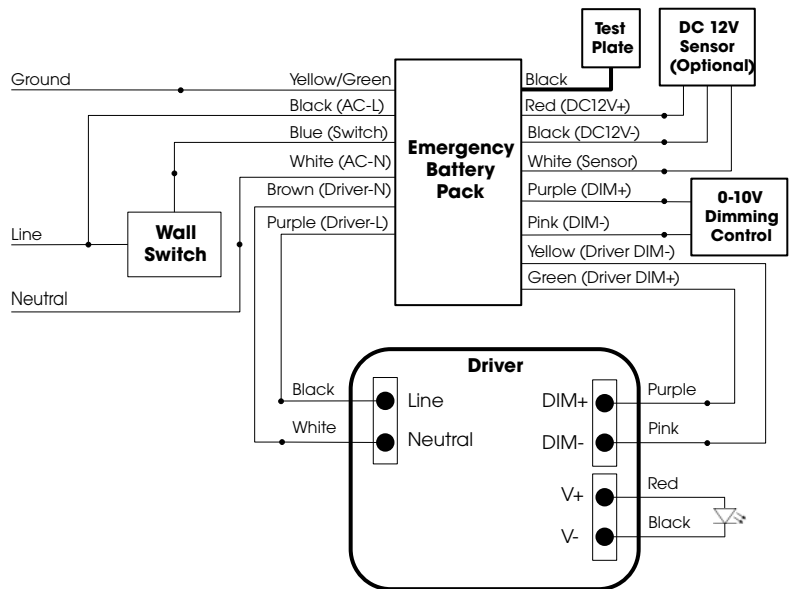 Test
Plate
DC 12V
Sensor
(Optional)
Ground
Yellow/Green
Black
Black (AC-L)
Red (DC12V+)
Blue (Switch)
Black (DC12V-)
Emergency
Battery
Pack
White (AC-N)
White (Sensor)
Brown (Driver-N)
Purple (DIM+)
0-10V
Dimming
Control
Purple (Driver-L)
Pink (DIM-)
Line
Wall
Switch
Yellow (Driver DIM-)
Green (Driver DIM+)
Neutral
Driver
Black
Line
DIM+
Purple
White
Neutral
DIM-
Pink
V+
Red
V-
Black